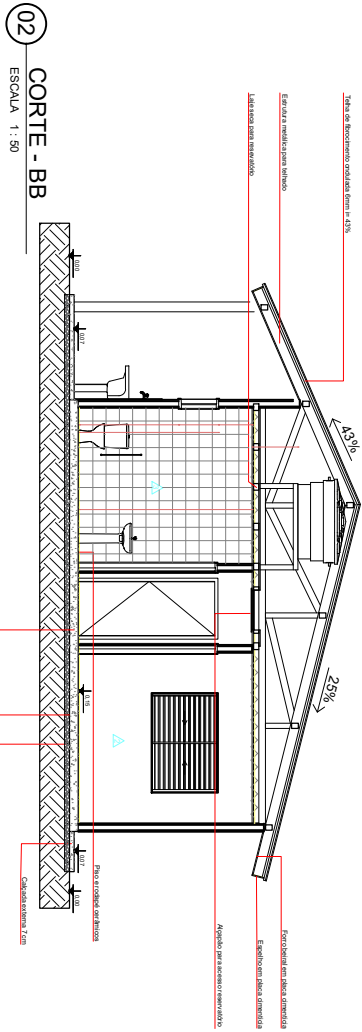 Telha de fibrocimento ondulada 6mm i= 43%
Estrutura metálica para telhado
Laje seca para reservatório
43%
25%
Forro beiral em placa cimentícia
Espelho em placa cimentícia
Alçapão para acesso reservatório
0,00
0,07
0,15
0,07
0,00
Piso e rodapé cerâmicos
Calçada externa 7 cm
02
CORTE - BB
ESCALA 1: 50